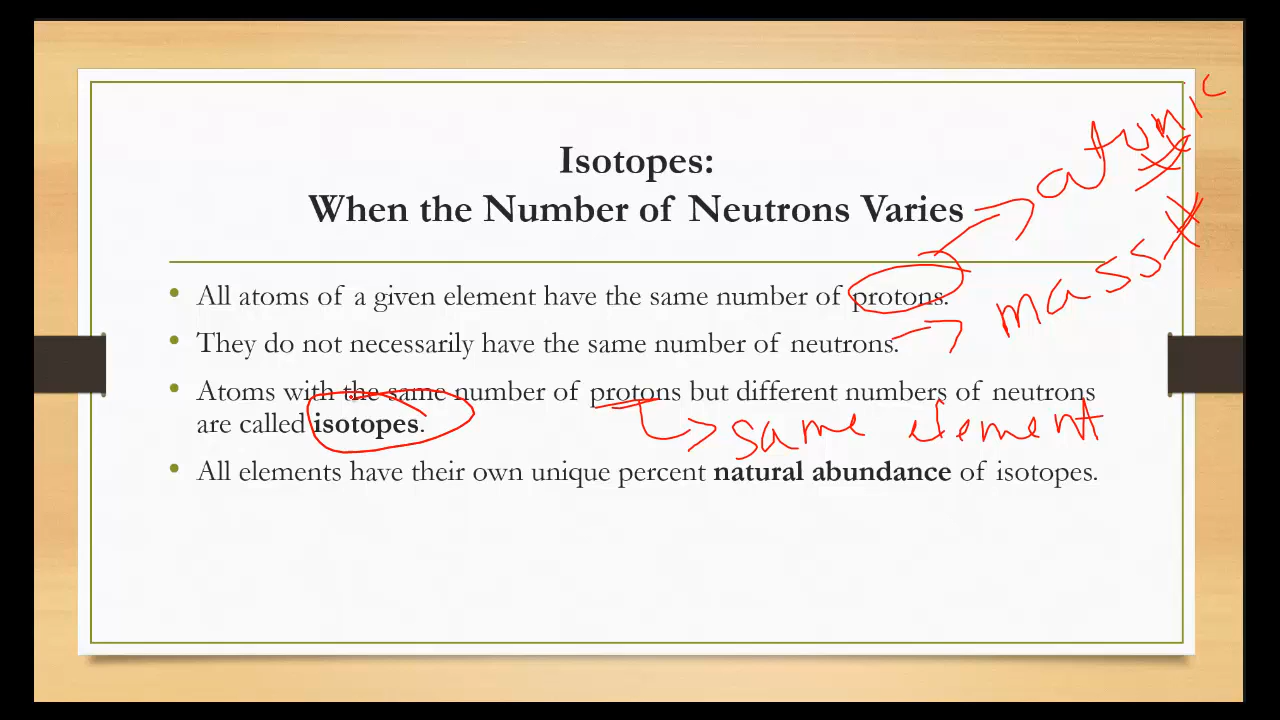 Isotopes:
When the Number of Neutrons Varies
atomic #
• All atoms of a given element have the same number of protons.
mass #
• They do not necessarily have the same number of neutrons.
• Atoms with the same number of protons but different numbers of neutrons
are called isotopes.
same element
• All elements have their own unique percent natural abundance of isotopes.